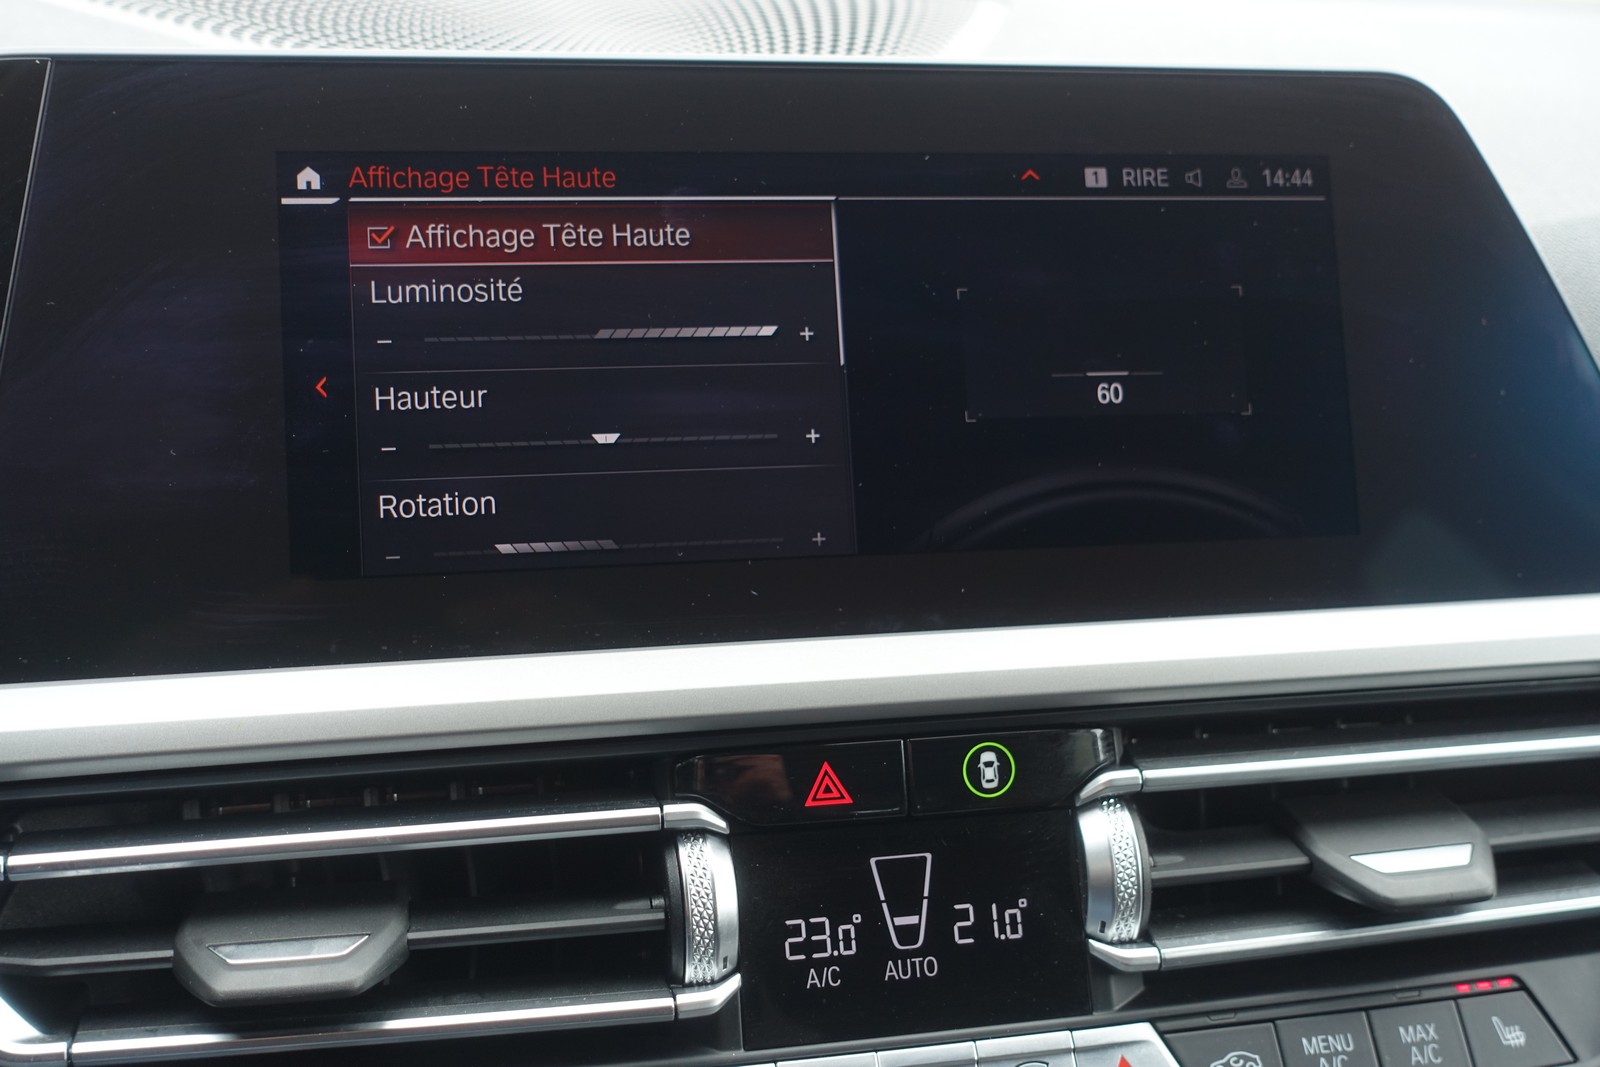 Affichage Tête Haute
1 RIRE 14:44
Affichage Tête Haute
Luminosité
- +
Hauteur
- +
Rotation
- +
60
23.0° 21.0°
A/C AUTO
MENU
A/C
MAX
A/C